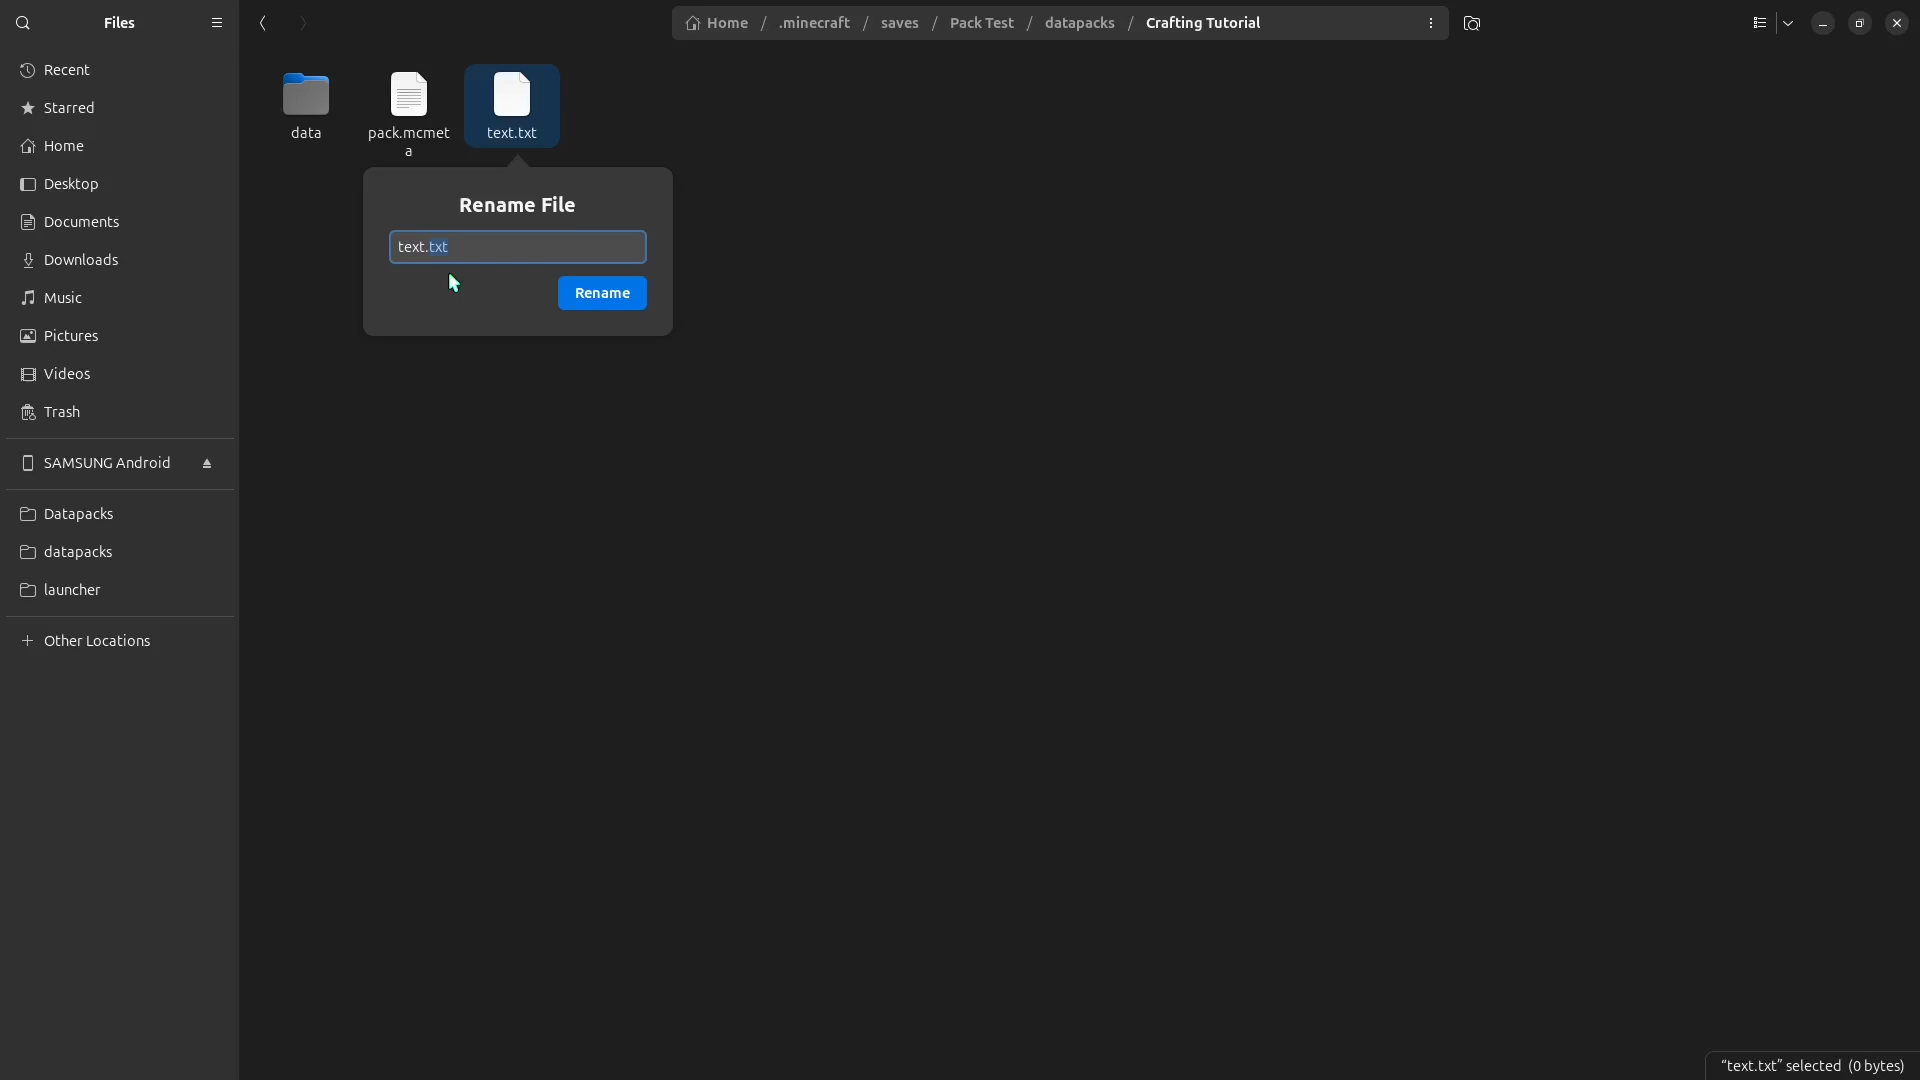 Files
Home / .minecraft / saves / Pack Test / datapacks / Crafting Tutorial
Recent
Starred
Home
Desktop
Documents
Downloads
Music
Pictures
Videos
Trash
SAMSUNG Android
Datapacks
datapacks
launcher
Other Locations
data
pack.mcmet
a
text.txt
Rename File
text.txt
Rename
“text.txt” selected (0 bytes)